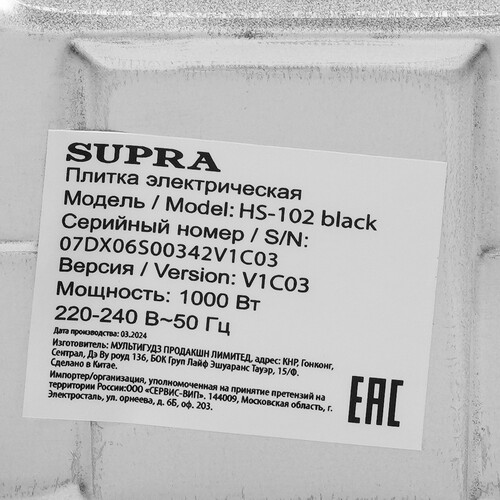 SUPRA
Плитка электрическая
Модель / Model: HS-102 black
Серийный номер / S/N:
07DX06S00342V1C03
Версия / Version: V1C03
Мощность: 1000 Вт
220-240 В~50 Гц
Дата производства: 03.2024
Изготовитель: МУЛЬТИГУДЗ ПРОДАКШН ЛИМИТЕД, адрес: КНР, Гонконг,
Сентрал, Дэ Ву роуд 136, БОК Груп Лайф Эшуаранс Тауэр, 15/Ф.
Сделано в Китае.
Импортер/организация, уполномоченная на принятие претензий на
территории России:ООО «СЕРВИС-ВИП». 144009, Московская область, г.
Электросталь, ул. орнеева, д. 6Б, оф. 203.
EAC